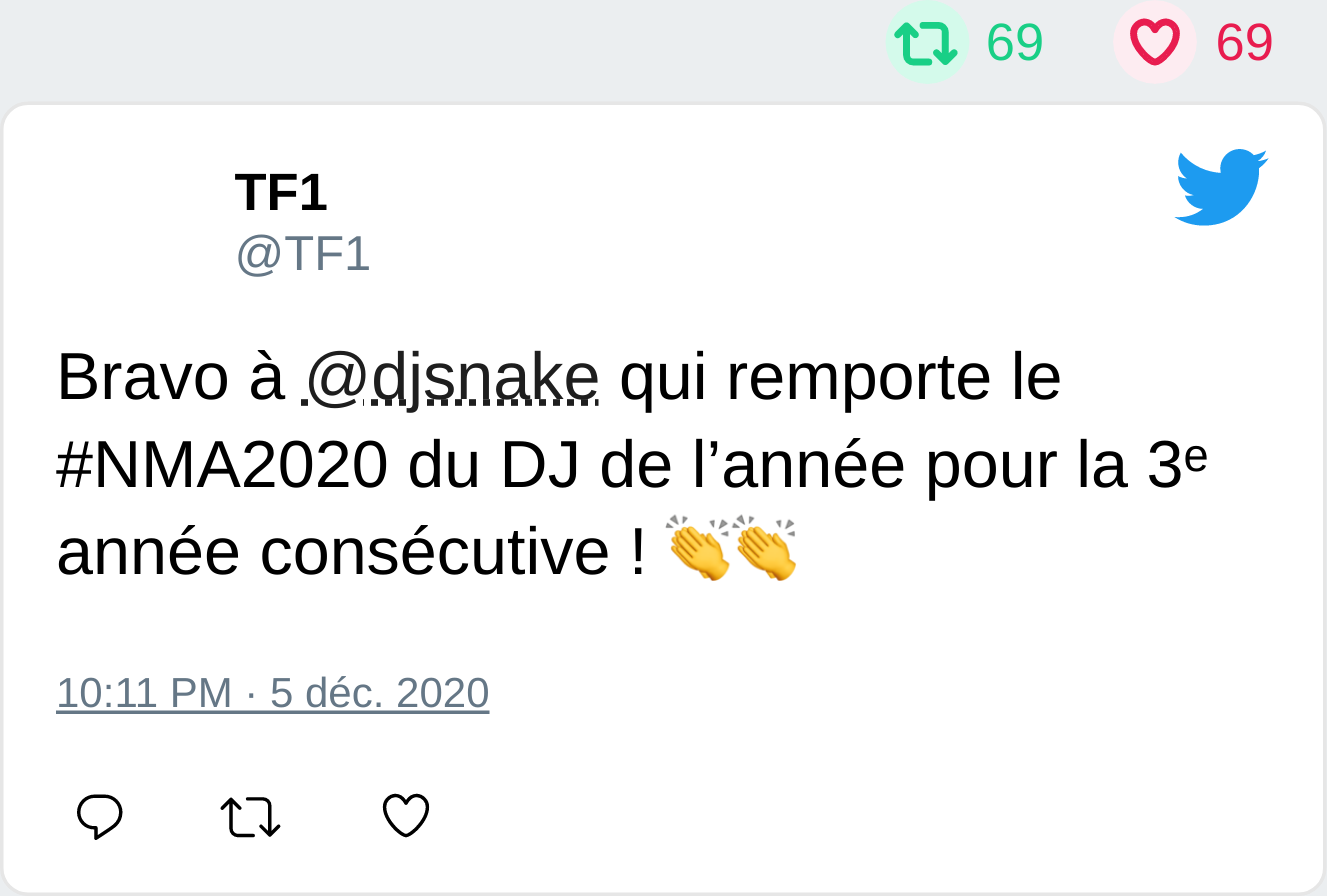 69 69
TF1
@TF1
Bravo à @djsnake qui remporte le
#NMA2020 du DJ de l’année pour la 3ᵉ
année consécutive ! 👏👏
10:11 PM · 5 déc. 2020